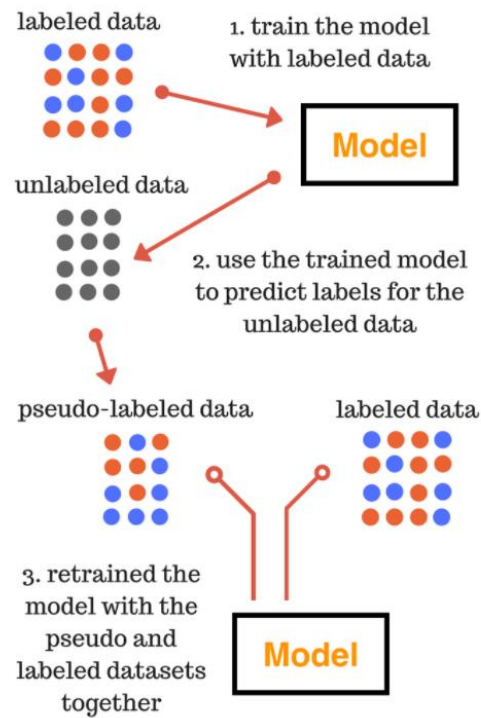 labeled data
1. train the model
with labeled data
Model
unlabeled data
2. use the trained model
to predict labels for the
unlabeled data
pseudo-labeled data
labeled data
3. retrained the
model with the
pseudo and
labeled datasets
together
Model